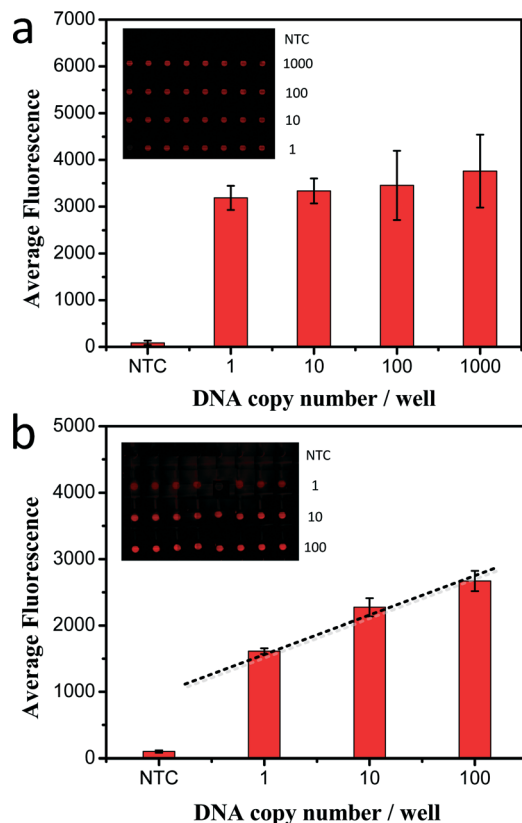 a
7000
6000
5000
4000
3000
2000
1000
0
Average Fluorescence
NTC
1000
100
10
1
NTC 1 10 100 1000
DNA copy number / well
b
5000
4000
3000
2000
1000
0
Average Fluorescence
NTC
1
10
100
NTC 1 10 100
DNA copy number / well